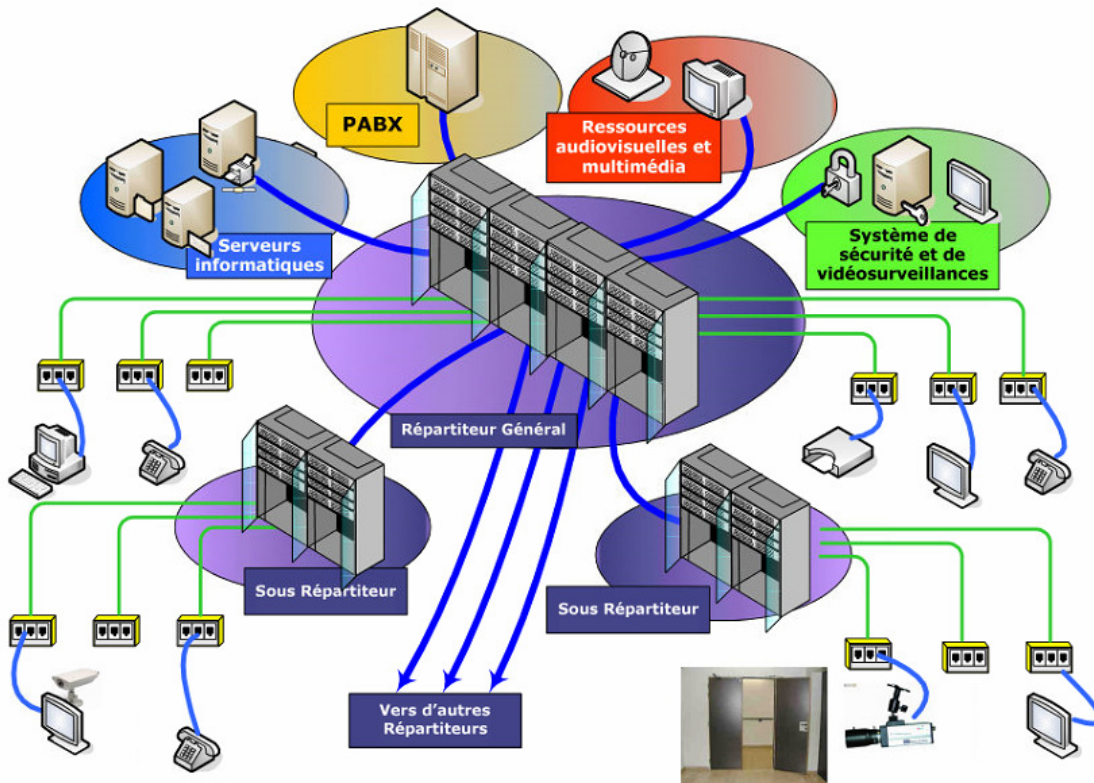 PABX
Ressources
audiovisuelles et
multimédia
Serveurs
informatiques
Système de
sécurité et de
vidéosurveillances
Répartiteur Général
Sous Répartiteur
Sous Répartiteur
Vers d'autres
Répartiteurs